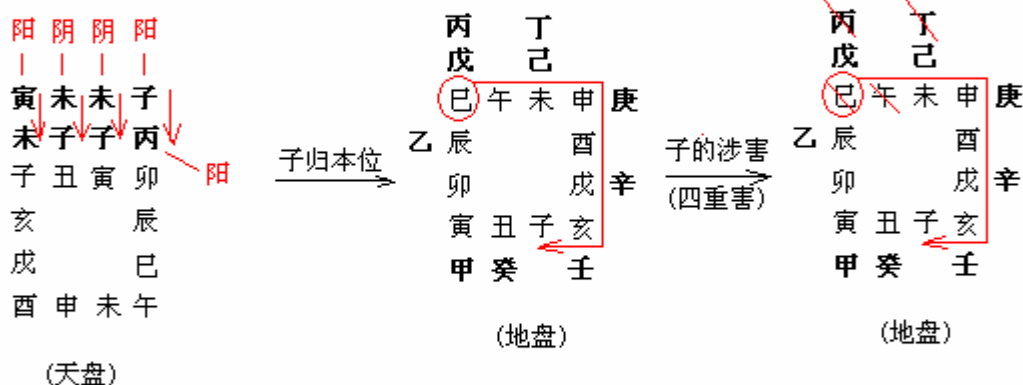 阳 阴 阴 阳
寅 未 未 子
未 子 子 丙
阳
子 丑 寅 卯
亥 辰
戌 巳
酉 申 未 午
(天盘)
子归本位
丙 丁
戊 己
巳 午 未 申 庚
乙 辰 酉
卯 戌 辛
寅 丑 子 亥
甲 癸 壬
(地盘)
子的涉害
(四重害)
丙 丁
戊 己
巳 午 未 申 庚
乙 辰 酉
卯 戌 辛
寅 丑 子 亥
甲 癸 壬
(地盘)